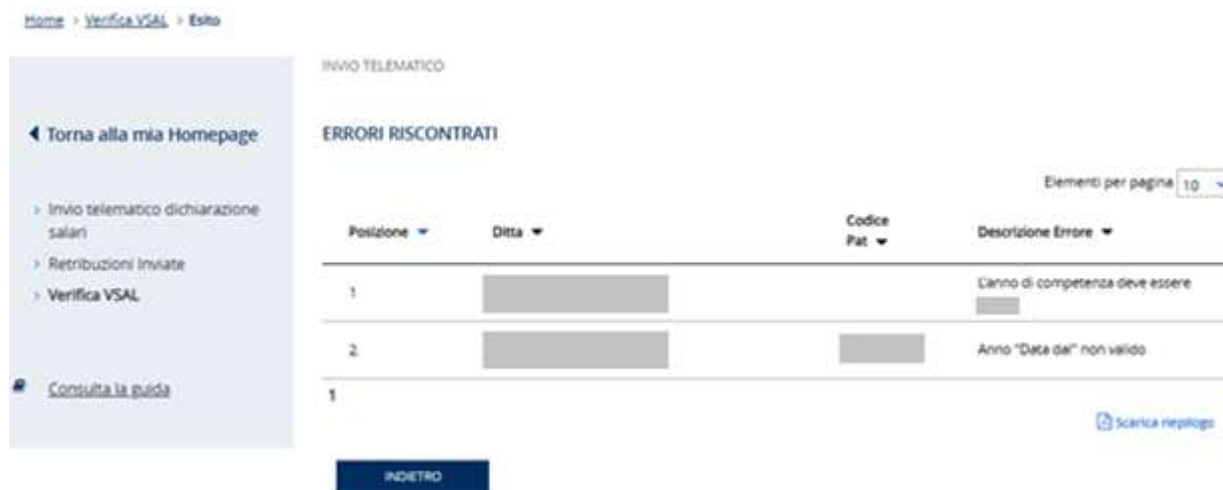 Home > Verifica VSAL > Esito
INVIO TELEMATICO
Torna alla mia Homepage
ERRORI RISCONTRATI
Elementi per pagina 10
Invio telematico dichiarazione
salari
Retribuzioni Inviate
Verifica VSAL
Consulta la guida
Posizione Ditta Codice
Pat Descrizione Errore
1 L'anno di competenza deve essere
2 Anno "Data dal" non valido
1
Scarica riepilogo
INDIETRO